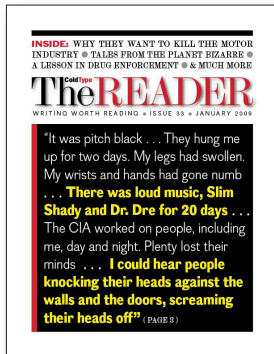 INSIDE: WHY THEY WANT TO KILL THE MOTOR
INDUSTRY ● TALES FROM THE PLANET BIZARRE ●
A LESSON IN DRUG ENFORCEMENT ● & MUCH MORE
ColdType
TheREADER
WRITING WORTH READING ● ISSUE 33 ● JANUARY 2009
“It was pitch black . . . They hung me
up for two days. My legs had swollen.
My wrists and hands had gone numb
. . . There was loud music, Slim
Shady and Dr. Dre for 20 days . . .
The CIA worked on people, including
me, day and night. Plenty lost their
minds . . . I could hear people
knocking their heads against the
walls and the doors, screaming
their heads off” ( PAGE 3 )